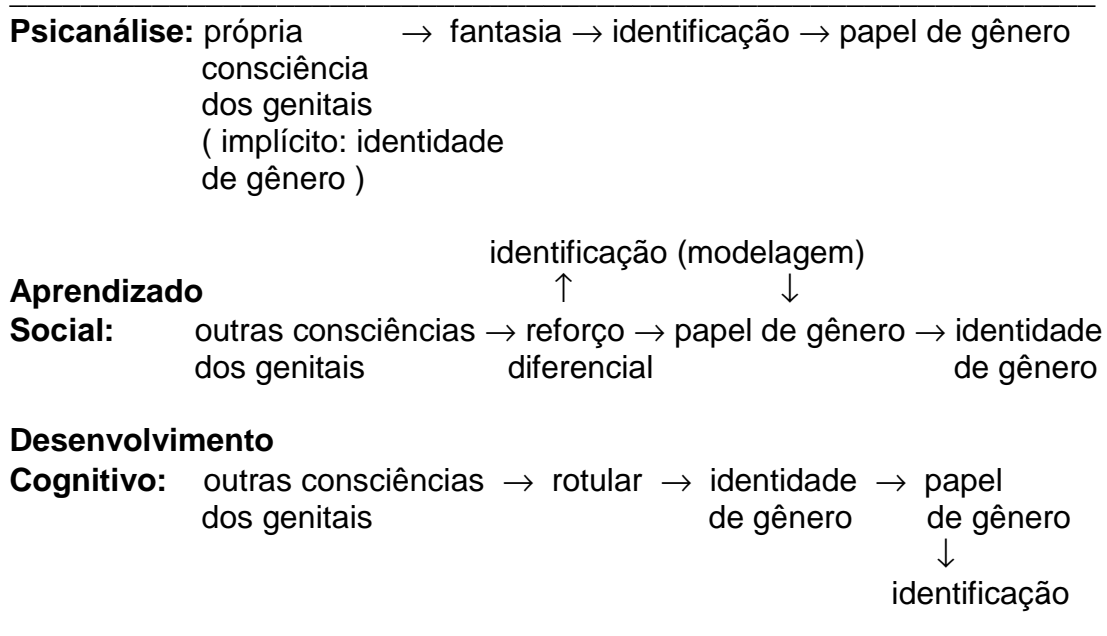 Psicanálise: própria → fantasia → identificação → papel de gênero
consciência
dos genitais
( implícito: identidade
de gênero )
identificação (modelagem)
Aprendizado ↑ ↓
Social: outras consciências → reforço → papel de gênero → identidade
dos genitais diferencial de gênero
Desenvolvimento
Cognitivo: outras consciências → rotular → identidade → papel
dos genitais de gênero de gênero
↓
identificação